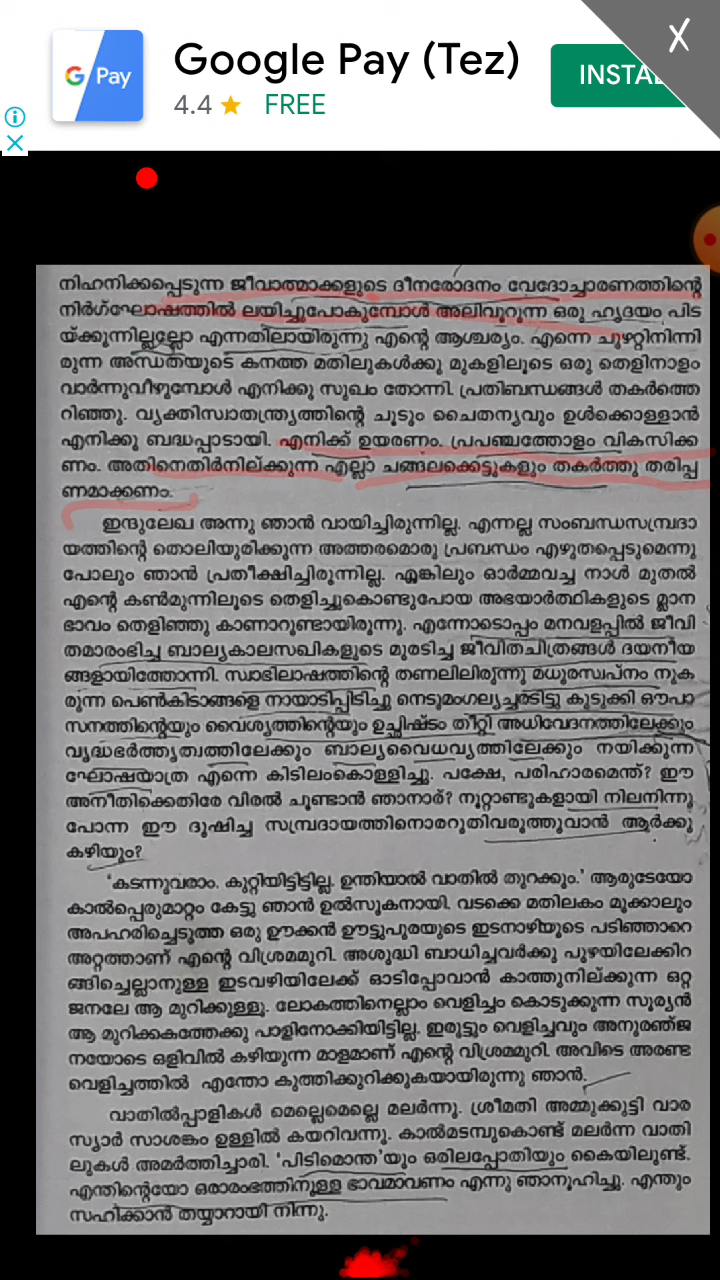 Google Pay (Tez)
4.4 ★ FREE
INSTAL
X
G Pay
നിഹനിക്കപ്പെടുന്ന ജീവാത്മാക്കളുടെ ദീനരോദനം വേദോച്ചാരണത്തിന്റെ
നിർഗ്ഘോഷത്തിൽ ലയിച്ചുപോകുമ്പോൾ അലിവൂറുന്ന ഒരു ഹൃദയം പിട
യ്ക്കുന്നില്ലല്ലോ എന്നതിലായിരുന്നു എന്റെ ആശ്ചര്യം. എന്നെ ചുഴറ്റിനിന്നി
രുന്ന അന്ധതയുടെ കനത്ത മതിലുകൾക്കു മുകളിലൂടെ ഒരു തെളിനാളം
വാർന്നുവീഴുമ്പോൾ എനിക്കു സുഖം തോന്നി. പ്രതിബന്ധങ്ങൾ തകർത്തെ
റിഞ്ഞു. വ്യക്തിസ്വാതന്ത്ര്യത്തിന്റെ ചൂടും ചൈതന്യവും ഉൾക്കൊള്ളാൻ
എനിക്കു ബദ്ധപ്പാടായി. എനിക്ക് ഉയരണം. പ്രപഞ്ചത്തോളം വികസിക്ക
ണം. അതിനെതിർനില്ക്കുന്ന എല്ലാ ചങ്ങലക്കെട്ടുകളും തകർത്തു തരിപ്പ
ണമാക്കണം.
ഇന്ദുലേഖ അന്നു ഞാൻ വായിച്ചിരുന്നില്ല. എന്നല്ല സംബന്ധസമ്പ്രദാ
യത്തിന്റെ തൊലിയുരിക്കുന്ന അത്തരമൊരു പ്രബന്ധം എഴുതപ്പെടുമെന്നു
പോലും ഞാൻ പ്രതീക്ഷിച്ചിരുന്നില്ല. എങ്കിലും ഓർമ്മവച്ച നാൾ മുതൽ
എന്റെ കൺമുന്നിലൂടെ തെളിച്ചുകൊണ്ടുപോയ അഭയാർത്ഥികളുടെ മ്ലാന
ഭാവം തെളിഞ്ഞു കാണാറുണ്ടായിരുന്നു. എന്നോടൊപ്പം മനവളപ്പിൽ ജീവി
തമാരംഭിച്ച ബാല്യകാലസഖികളുടെ മുരടിച്ച ജീവിതചിത്രങ്ങൾ ദയനീയ
ങ്ങളായിത്തോന്നി. സ്വാഭിലാഷത്തിന്റെ തണലിലിരുന്നു മധുരസ്വപ്നം നുക
രുന്ന പെൺകിടാങ്ങളെ നായാടിപ്പിടിച്ചു നെടുമംഗല്യച്ചരടിട്ടു കുടുക്കി ഔപാ
സനത്തിന്റെയും വൈശ്യത്തിന്റെയും ഉച്ഛിഷ്ടം തീറ്റി അധിവേദനത്തിലേക്കും
വൃദ്ധഭർത്തൃത്വത്തിലേക്കും ബാല്യവൈധവ്യത്തിലേക്കും നയിക്കുന്ന
ഘോഷയാത്ര എന്നെ കിടിലംകൊള്ളിച്ചു. പക്ഷേ, പരിഹാരമെന്ത്? ഈ
അനീതിക്കെതിരേ വിരൽ ചൂണ്ടാൻ ഞാനാര്? നൂറ്റാണ്ടുകളായി നിലനിന്നു
പോന്ന ഈ ദുഷിച്ച സമ്പ്രദായത്തിനൊരറുതിവരുത്തുവാൻ ആർക്കു
കഴിയും?
'കടന്നുവരാം. കുറ്റിയിട്ടിട്ടില്ല. ഉന്തിയാൽ വാതിൽ തുറക്കും.' ആരുടേയോ
കാൽപ്പെരുമാറ്റം കേട്ടു ഞാൻ ഉൽസുകനായി. വടക്കെ മതിലകം മൂക്കാലും
അപഹരിച്ചെടുത്ത ഒരു ഊക്കൻ ഊട്ടുപുരയുടെ ഇടനാഴിയുടെ പടിഞ്ഞാറെ
അറ്റത്താണ് എന്റെ വിശ്രമമുറി. അശുദ്ധി ബാധിച്ചവർക്കു പുഴയിലേക്കിറ
ങ്ങിച്ചെല്ലാനുള്ള ഇടവഴിയിലേക്ക് ഓടിപ്പോവാൻ കാത്തുനില്ക്കുന്ന ഒറ്റ
ജനലേ ആ മുറിക്കുള്ളൂ. ലോകത്തിനെല്ലാം വെളിച്ചം കൊടുക്കുന്ന സൂര്യൻ
ആ മുറിക്കകത്തേക്കു പാളിനോക്കിയിട്ടില്ല. ഇരുട്ടും വെളിച്ചവും അനുരഞ്ജ
നയോടെ ഒളിവിൽ കഴിയുന്ന മാളമാണ് എന്റെ വിശ്രമമുറി. അവിടെ അരണ്ട
വെളിച്ചത്തിൽ എന്തോ കുത്തിക്കുറിക്കുകയായിരുന്നു ഞാൻ.
വാതിൽപ്പാളികൾ മെല്ലെമെല്ലെ മലർന്നു. ശ്രീമതി അമ്മുക്കുട്ടി വാര
സ്യാർ സാശങ്കം ഉള്ളിൽ കയറിവന്നു. കാൽമടമ്പുകൊണ്ട് മലർന്ന വാതി
ലുകൾ അമർത്തിച്ചാരി. 'പിടിമൊന്ത'യും ഒരിലപ്പോതിയും കൈയിലുണ്ട്.
എന്തിന്റെയോ ഒരാരംഭത്തിനുള്ള ഭാവമാവണം എന്നു ഞാനൂഹിച്ചു. എന്തും
സഹിക്കാൻ തയ്യാറായി നിന്നു.